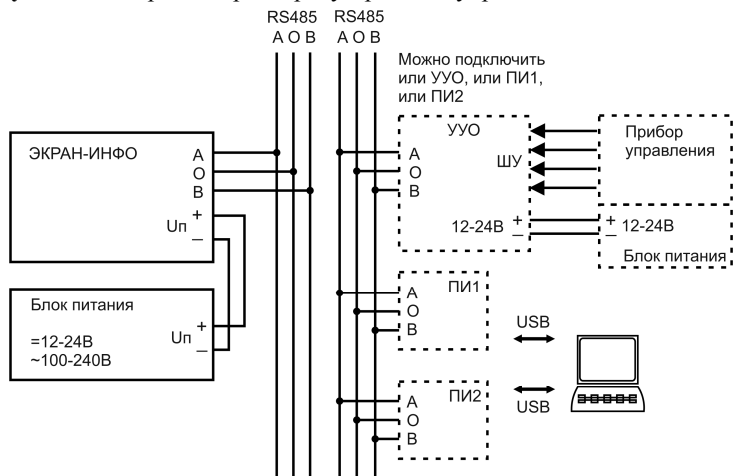 RS485 RS485
А О В А О В
Можно подключить
или УУО, или ПИ1,
или ПИ2
ЭКРАН-ИНФО
А
О
В
Uп
+
–
Блок питания
=12-24В
~100-240В
Uп
+
–
УУО
А
О
В
ШУ
12-24В
+
–
Прибор
управления
+
–
12-24В
Блок питания
ПИ1
А
О
В
USB
ПИ2
А
О
В
USB